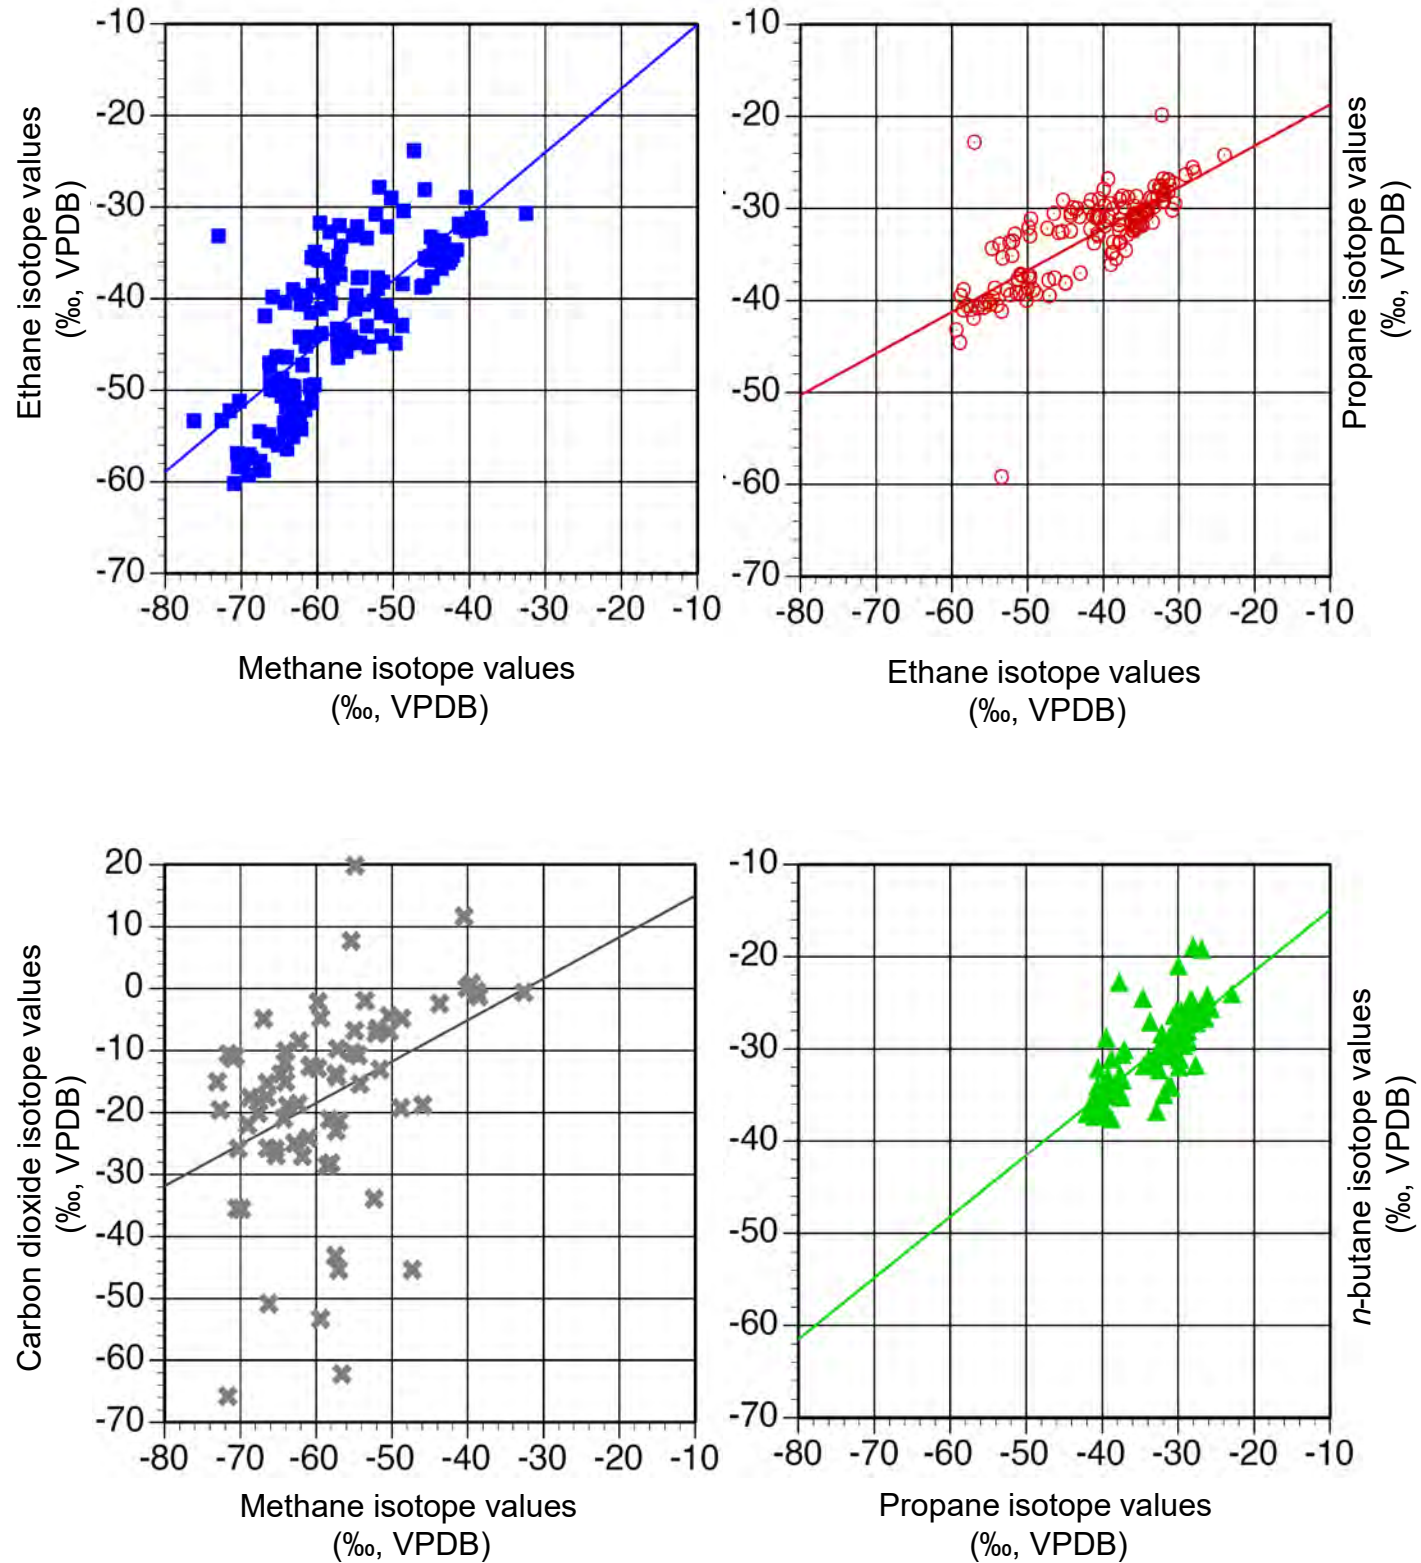 Ethane isotope values
(‰, VPDB)
-10
-20
-30
-40
-50
-60
-70
-80 -70 -60 -50 -40 -30 -20 -10
Methane isotope values
(‰, VPDB)
-10
-20
-30
-40
-50
-60
-70
-80 -70 -60 -50 -40 -30 -20 -10
Ethane isotope values
(‰, VPDB)
Propane isotope values
(‰, VPDB)
Carbon dioxide isotope values
(‰, VPDB)
20
10
0
-10
-20
-30
-40
-50
-60
-70
-80 -70 -60 -50 -40 -30 -20 -10
Methane isotope values
(‰, VPDB)
-10
-20
-30
-40
-50
-60
-70
-80 -70 -60 -50 -40 -30 -20 -10
Propane isotope values
(‰, VPDB)
n-butane isotope values
(‰, VPDB)